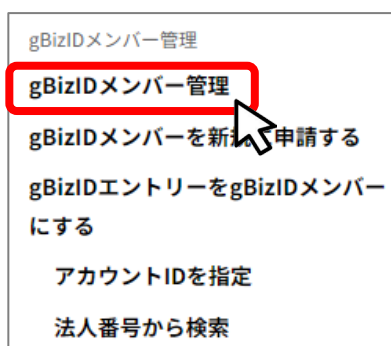 gBizIDメンバー管理
gBizIDメンバー管理
gBizIDメンバーを新規で申請する
gBizIDエントリーをgBizIDメンバー
にする
アカウントIDを指定
法人番号から検索